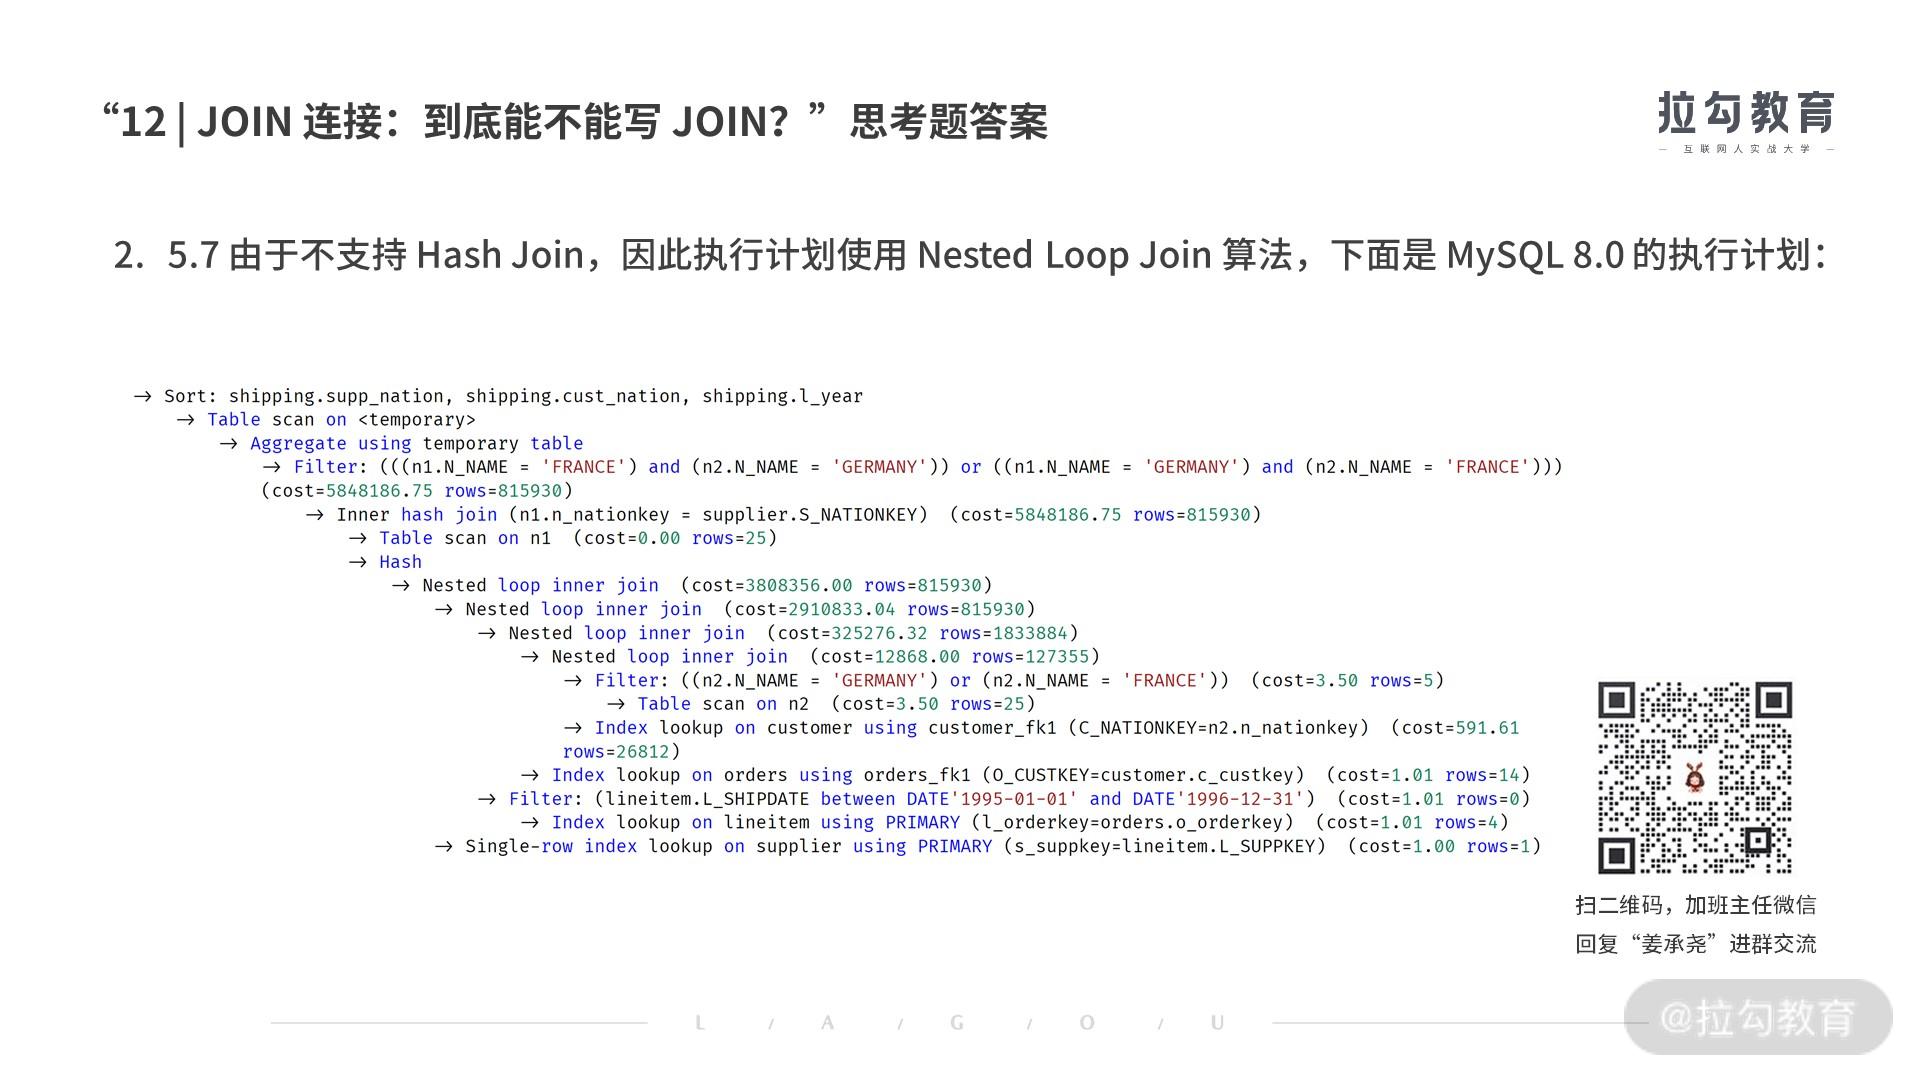 “12 | JOIN 连接：到底能不能写 JOIN？”思考题答案
拉勾教育
— 互联网人实战大学 —
2. 5.7 由于不支持 Hash Join，因此执行计划使用 Nested Loop Join 算法，下面是 MySQL 8.0 的执行计划：
→ Sort: shipping.supp_nation, shipping.cust_nation, shipping.l_year
→ Table scan on <temporary>
→ Aggregate using temporary table
→ Filter: (((n1.N_NAME = 'FRANCE') and (n2.N_NAME = 'GERMANY')) or ((n1.N_NAME = 'GERMANY') and (n2.N_NAME = 'FRANCE')))
(cost=5848186.75 rows=815930)
→ Inner hash join (n1.n_nationkey = supplier.S_NATIONKEY) (cost=5848186.75 rows=815930)
→ Table scan on n1 (cost=0.00 rows=25)
→ Hash
→ Nested loop inner join (cost=3808356.00 rows=815930)
→ Nested loop inner join (cost=2910833.04 rows=815930)
→ Nested loop inner join (cost=325276.32 rows=1833884)
→ Nested loop inner join (cost=12868.00 rows=127355)
→ Filter: ((n2.N_NAME = 'GERMANY') or (n2.N_NAME = 'FRANCE')) (cost=3.50 rows=5)
→ Table scan on n2 (cost=3.50 rows=25)
→ Index lookup on customer using customer_fk1 (C_NATIONKEY=n2.n_nationkey) (cost=591.61
rows=26812)
→ Index lookup on orders using orders_fk1 (O_CUSTKEY=customer.c_custkey) (cost=1.01 rows=14)
→ Filter: (lineitem.L_SHIPDATE between DATE'1995-01-01' and DATE'1996-12-31') (cost=1.01 rows=0)
→ Index lookup on lineitem using PRIMARY (l_orderkey=orders.o_orderkey) (cost=1.01 rows=4)
→ Single-row index lookup on supplier using PRIMARY (s_suppkey=lineitem.L_SUPPKEY) (cost=1.00 rows=1)
扫二维码，加班主任微信
回复“姜承尧”进群交流
L / A / G / O / U
@拉勾教育